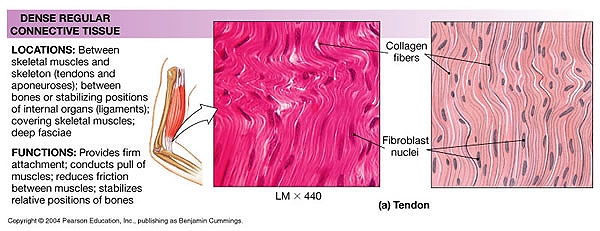 DENSE REGULAR
CONNECTIVE TISSUE
LOCATIONS: Between
skeletal muscles and
skeleton (tendons and
aponeuroses); between
bones or stabilizing positions
of internal organs (ligaments);
covering skeletal muscles;
deep fasciae
FUNCTIONS: Provides firm
attachment; conducts pull of
muscles; reduces friction
between muscles; stabilizes
relative positions of bones
Collagen
fibers
Fibroblast
nuclei
LM × 440
(a) Tendon
Copyright © 2004 Pearson Education, Inc., publishing as Benjamin Cummings.